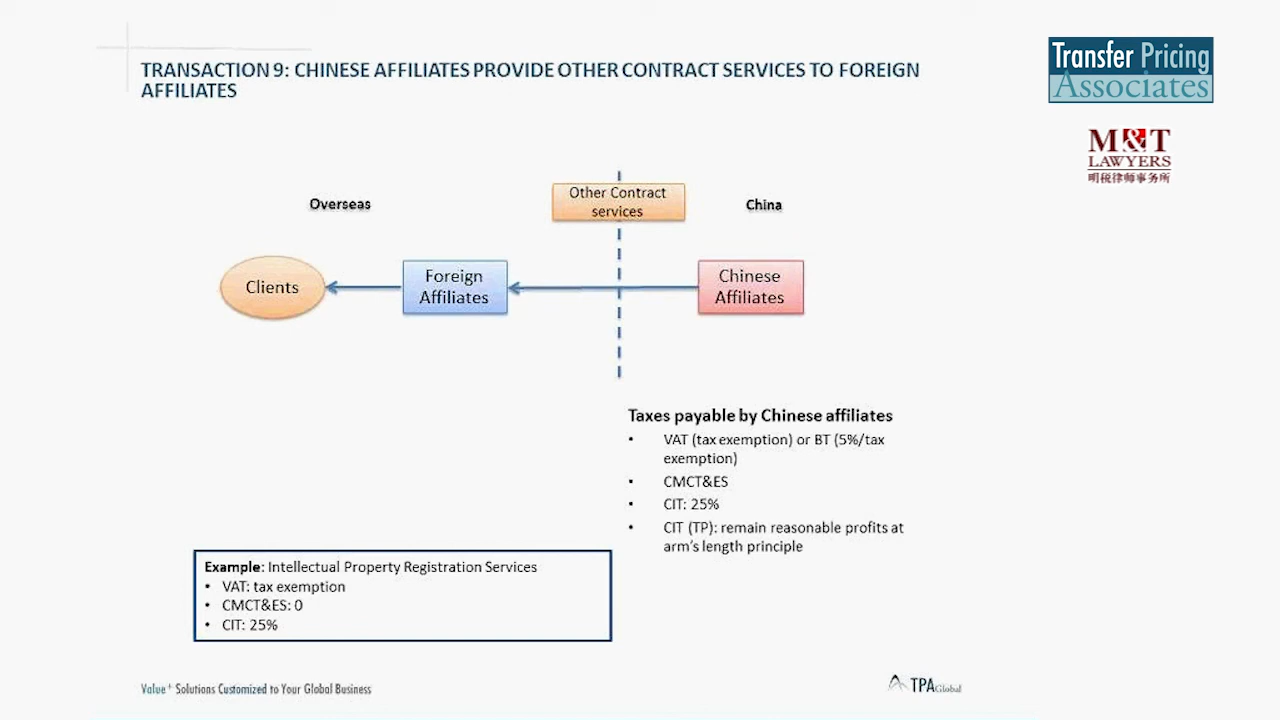 TRANSACTION 9: CHINESE AFFILIATES PROVIDE OTHER CONTRACT SERVICES TO FOREIGN
AFFILIATES
Transfer Pricing
Associates
M&T
LAWYERS
明税律师事务所
Other Contract
services
Overseas
China
Clients
Foreign
Affiliates
Chinese
Affiliates
Taxes payable by Chinese affiliates
• VAT (tax exemption) or BT (5%/tax
exemption)
• CMCT&ES
• CIT: 25%
• CIT (TP): remain reasonable profits at
arm's length principle
Example: Intellectual Property Registration Services
• VAT: tax exemption
• CMCT&ES: 0
• CIT: 25%
Value+ Solutions Customized to Your Global Business
TPA Global